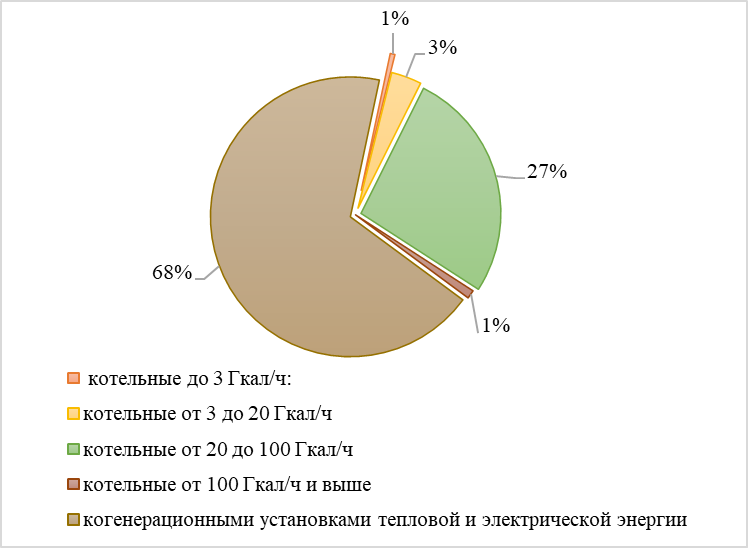 1%
3%
27%
68%
1%
котельные до 3 Гкал/ч:
котельные от 3 до 20 Гкал/ч
котельные от 20 до 100 Гкал/ч
котельные от 100 Гкал/ч и выше
когенерационными установками тепловой и электрической энергии